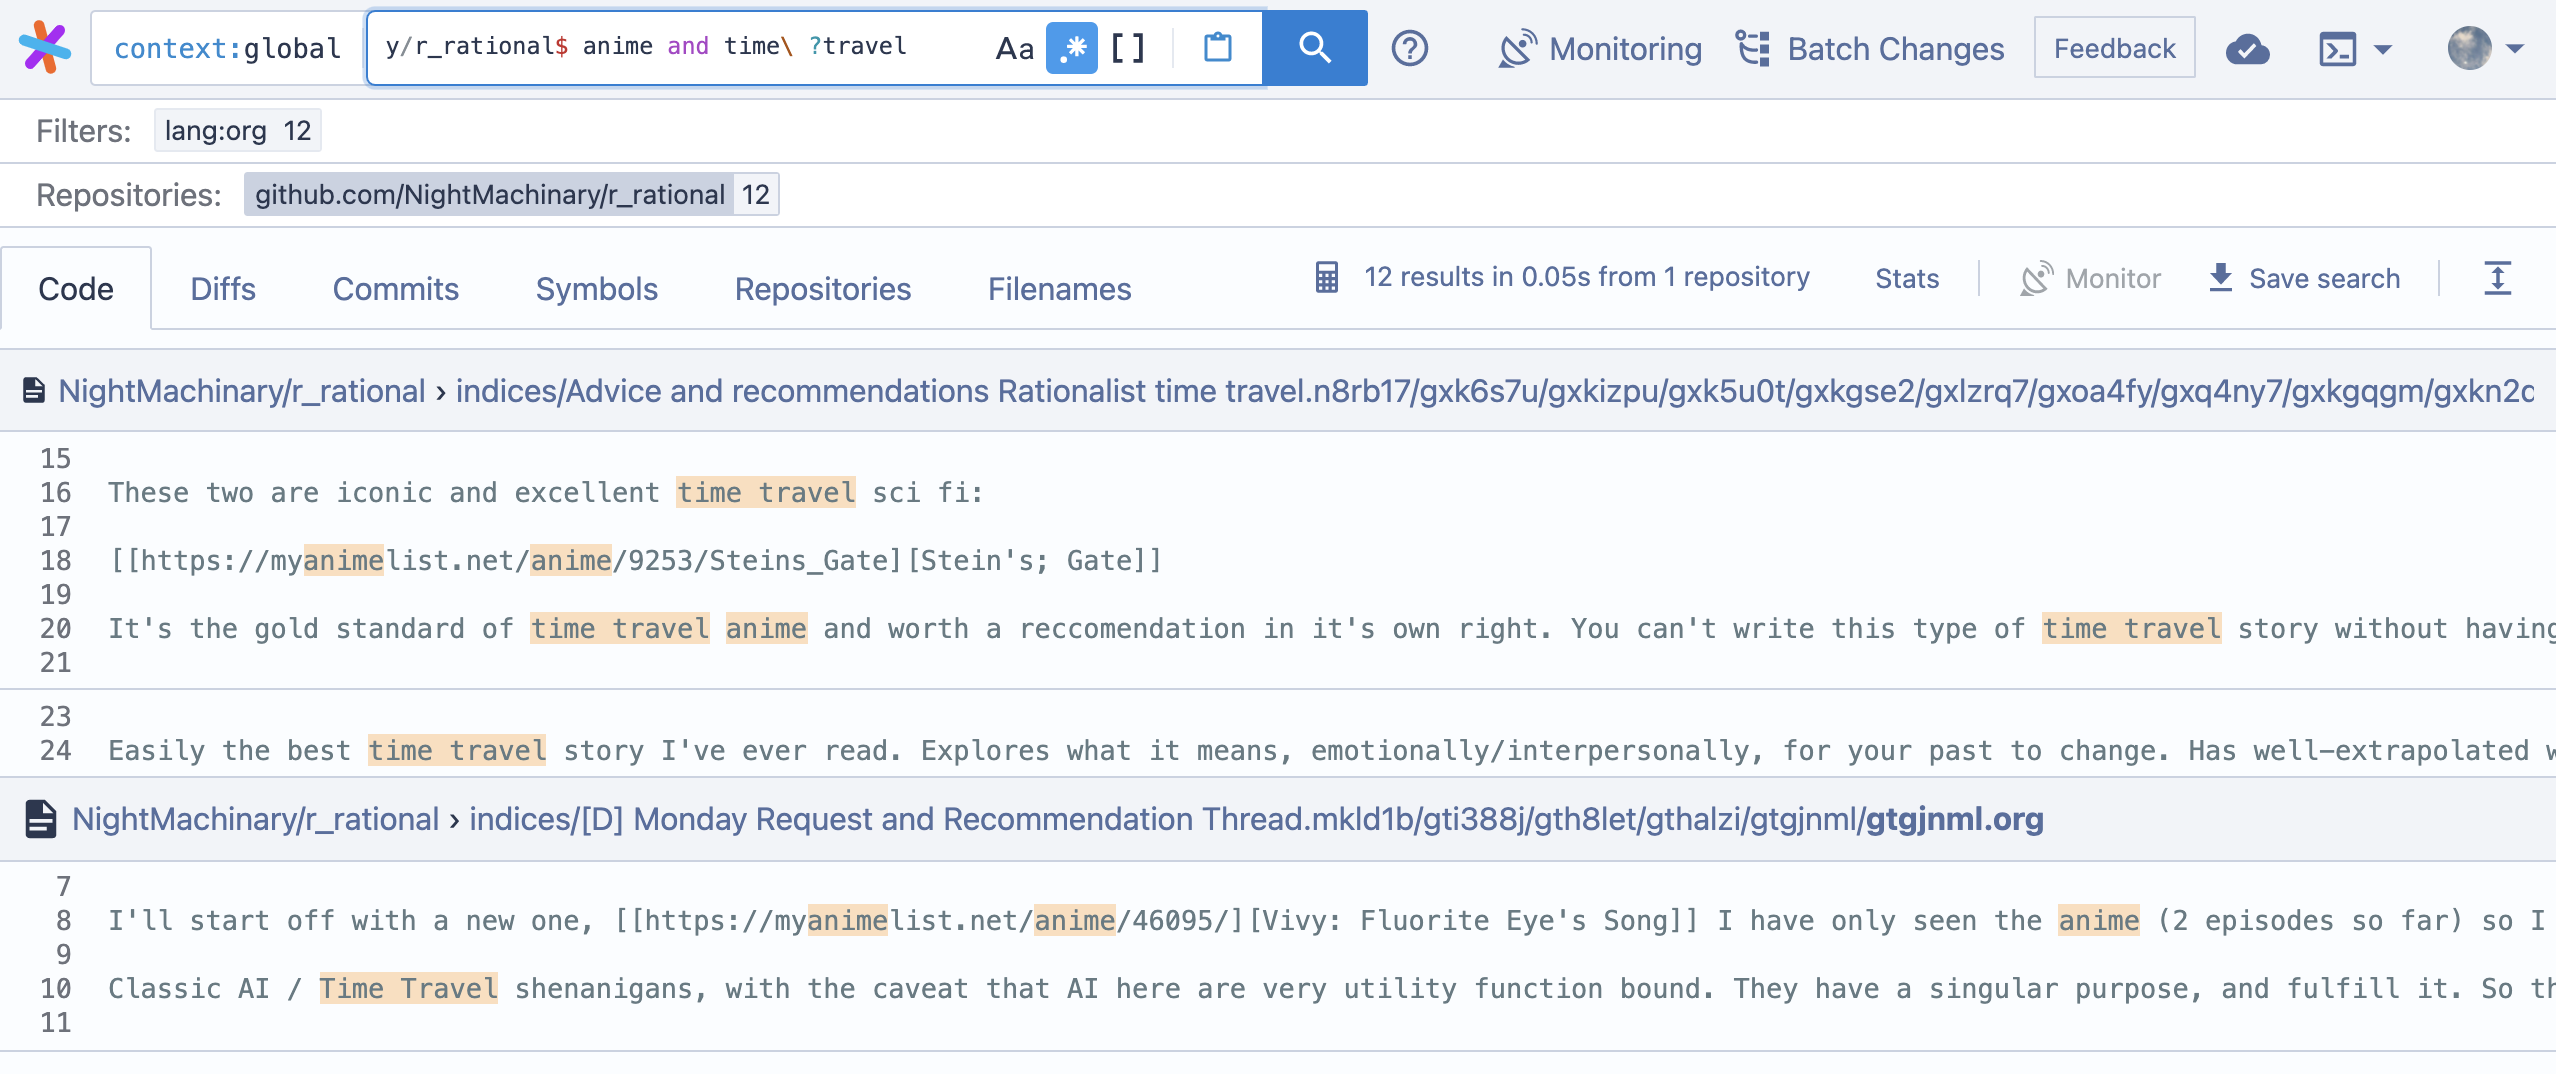 context:global y/r_rational$ anime and time\ ?travel Aa .* [] Monitoring Batch Changes Feedback
Filters: lang:org 12
Repositories: github.com/NightMachinary/r_rational 12
Code Diffs Commits Symbols Repositories Filenames 12 results in 0.05s from 1 repository Stats Monitor Save search
NightMachinary/r_rational › indices/Advice and recommendations Rationalist time travel.n8rb17/gxk6s7u/gxkizpu/gxk5u0t/gxkgse2/gxlzrq7/gxoa4fy/gxq4ny7/gxkgqgm/gxkn2c
15
16 These two are iconic and excellent time travel sci fi:
17
18 [[https://myanimelist.net/anime/9253/Steins_Gate][Stein's; Gate]]
19
20 It's the gold standard of time travel anime and worth a reccomendation in it's own right. You can't write this type of time travel story without having
21
23
24 Easily the best time travel story I've ever read. Explores what it means, emotionally/interpersonally, for your past to change. Has well-extrapolated w
NightMachinary/r_rational › indices/[D] Monday Request and Recommendation Thread.mkld1b/gti388j/gth8let/gthalzi/gtgjnml/gtgjnml.org
7
8 I'll start off with a new one, [[https://myanimelist.net/anime/46095/][Vivy: Fluorite Eye's Song]] I have only seen the anime (2 episodes so far) so I
9
10 Classic AI / Time Travel shenanigans, with the caveat that AI here are very utility function bound. They have a singular purpose, and fulfill it. So th
11